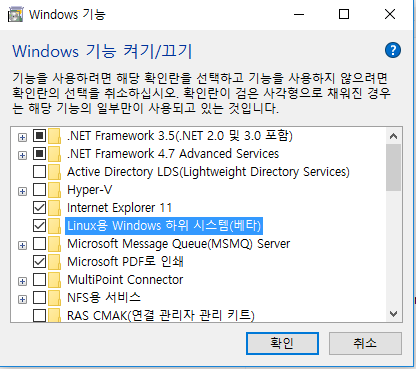 Windows 기능
Windows 기능 켜기/끄기
기능을 사용하려면 해당 확인란을 선택하고 기능을 사용하지 않으려면
확인란의 선택을 취소하십시오. 확인란이 검은 사각형으로 채워진 경우
는 해당 기능의 일부만이 사용되고 있는 것입니다.
.NET Framework 3.5(.NET 2.0 및 3.0 포함)
.NET Framework 4.7 Advanced Services
Active Directory LDS(Lightweight Directory Services)
Hyper-V
Internet Explorer 11
Linux용 Windows 하위 시스템(베타)
Microsoft Message Queue(MSMQ) Server
Microsoft PDF로 인쇄
MultiPoint Connector
NFS용 서비스
RAS CMAK(연결 관리자 관리 키트)
확인
취소